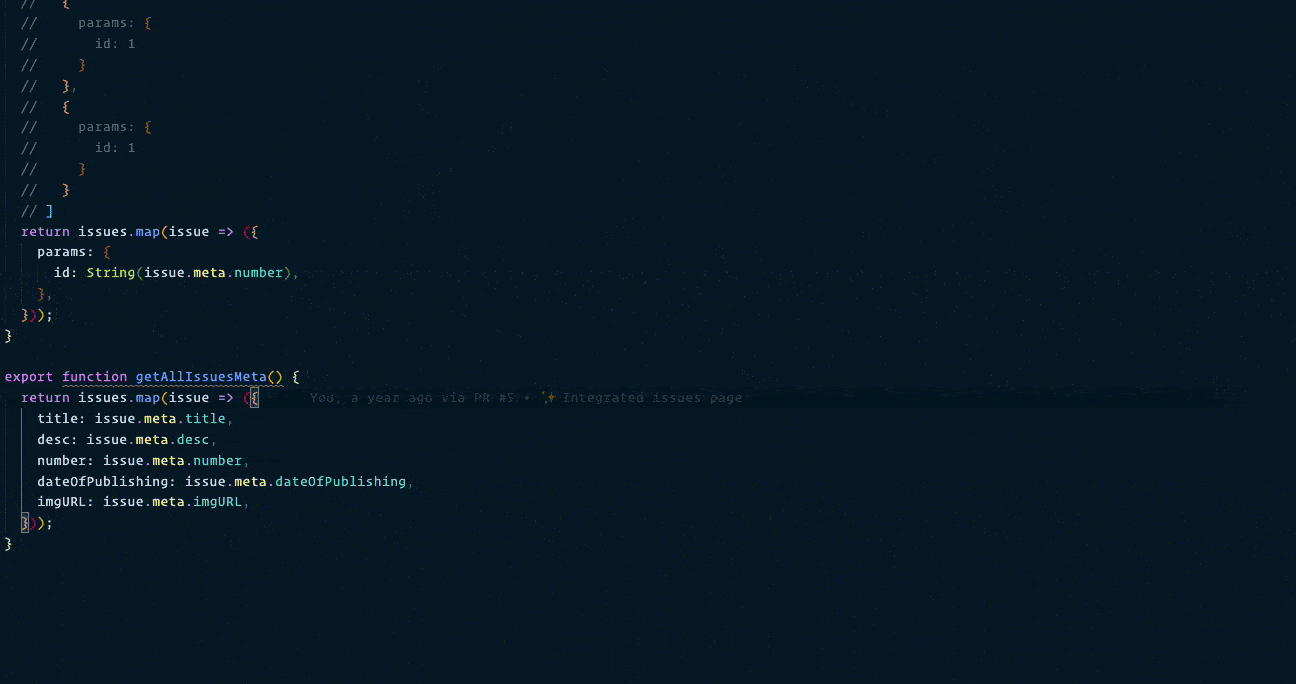 //   {
//     params: {
//       id: 1
//     }
//   },
//   {
//     params: {
//       id: 1
//     }
//   }
// ]
return issues.map(issue => ({
params: {
id: String(issue.meta.number),
},
}));
}
export function getAllIssuesMeta() {
return issues.map(issue => ({ You, a year ago via PR #5 • ✨ Integrated issues page
title: issue.meta.title,
desc: issue.meta.desc,
number: issue.meta.number,
dateOfPublishing: issue.meta.dateOfPublishing,
imgURL: issue.meta.imgURL,
}));
}